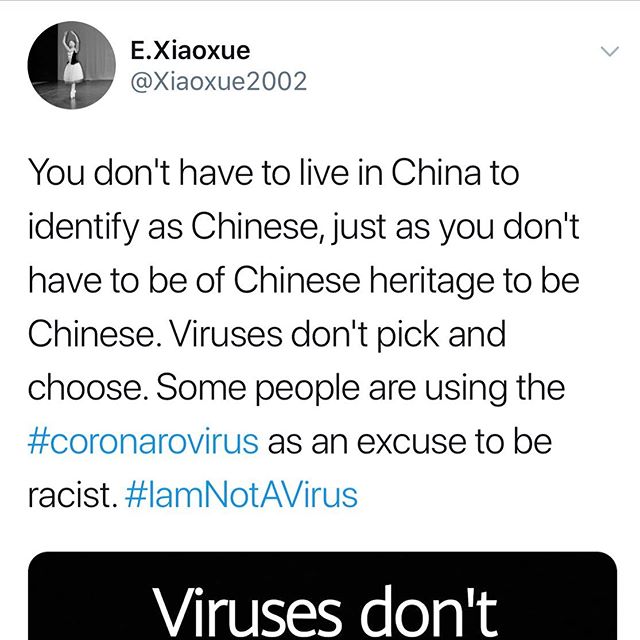 E.Xiaoxue
@Xiaoxue2002
You don't have to live in China to
identify as Chinese, just as you don't
have to be of Chinese heritage to be
Chinese. Viruses don't pick and
choose. Some people are using the
#coronarovirus as an excuse to be
racist. #IamNotAVirus
Viruses don't